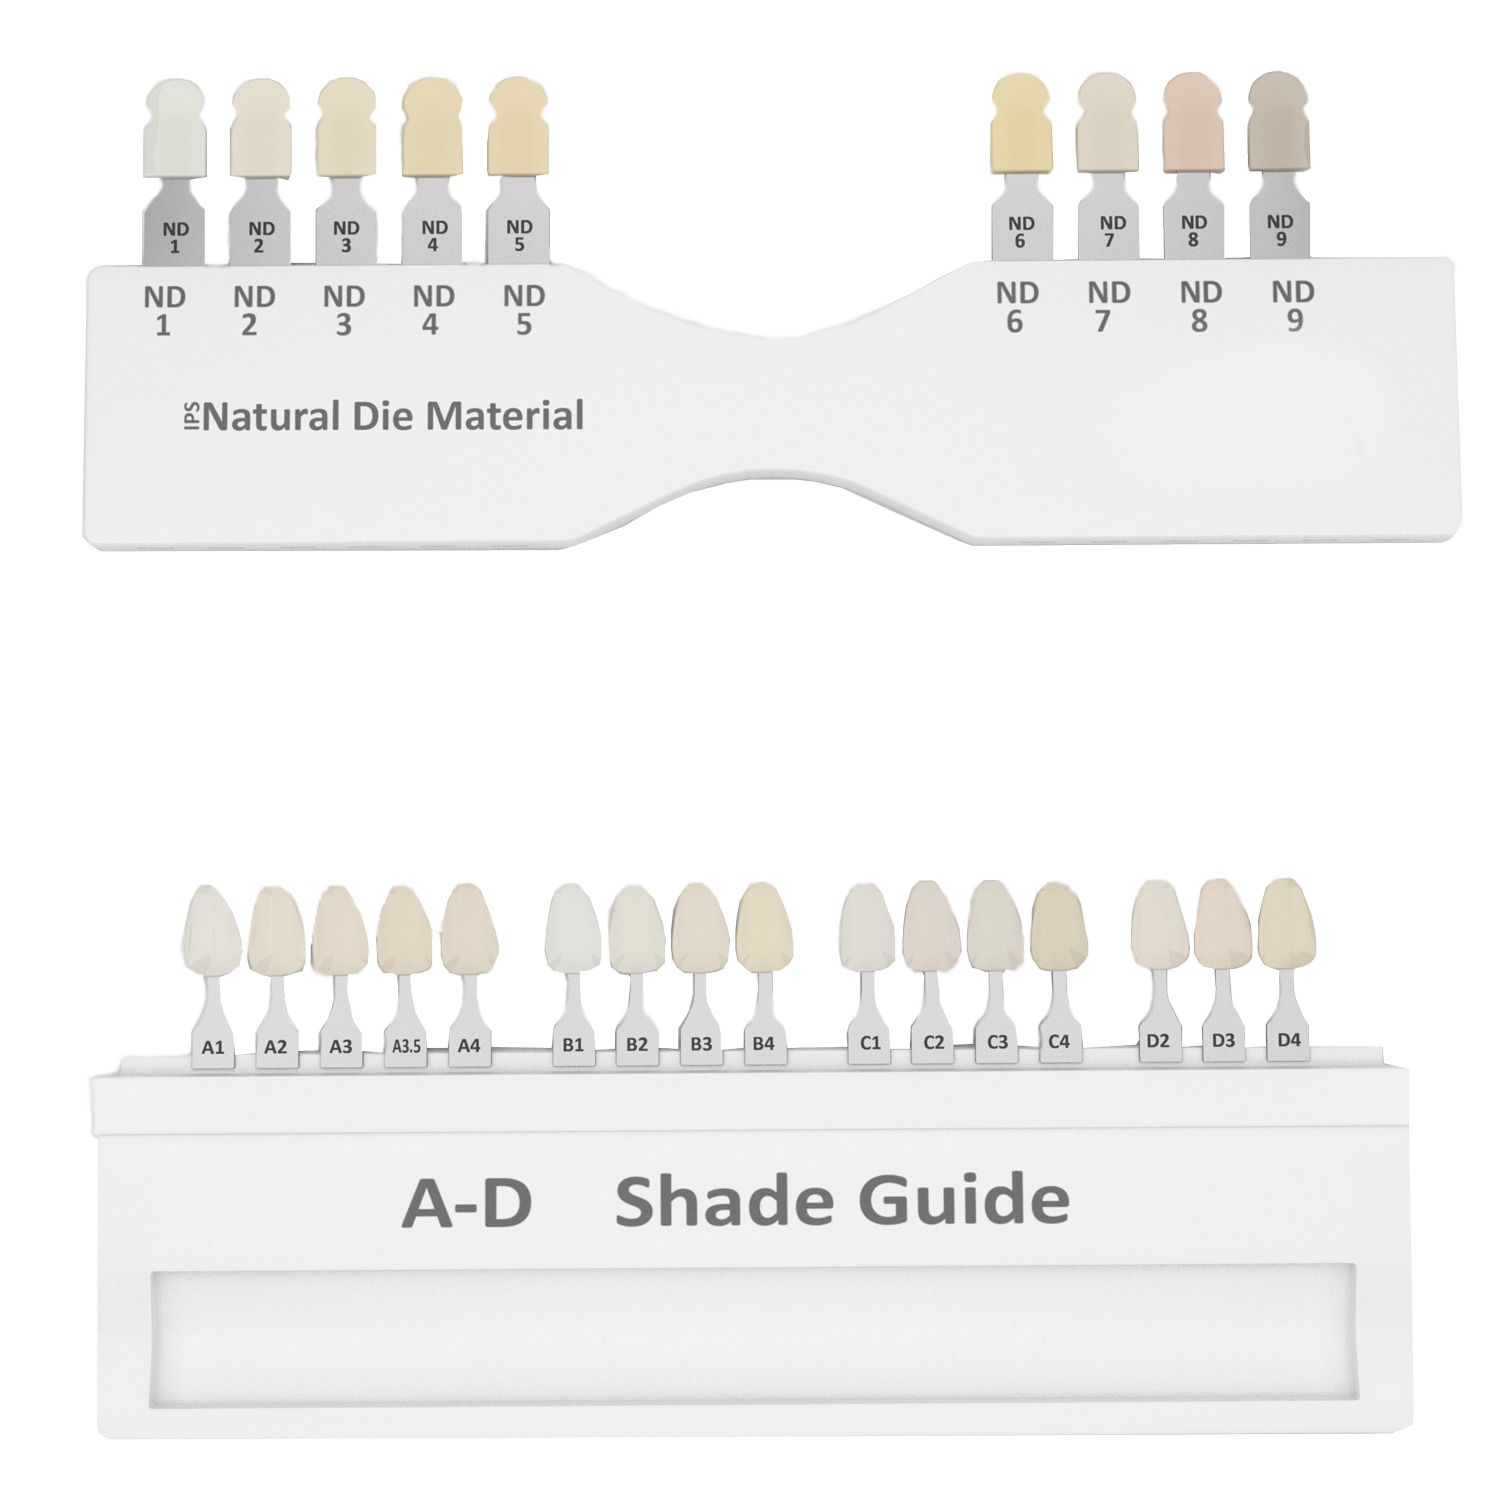 ND ND ND ND ND ND ND ND ND
1 2 3 4 5 6 7 8 9
ND ND ND ND ND ND ND ND ND
1 2 3 4 5 6 7 8 9
IPS Natural Die Material
A1 A2 A3 A3.5 A4 B1 B2 B3 B4 C1 C2 C3 C4 D2 D3 D4
A-D Shade Guide